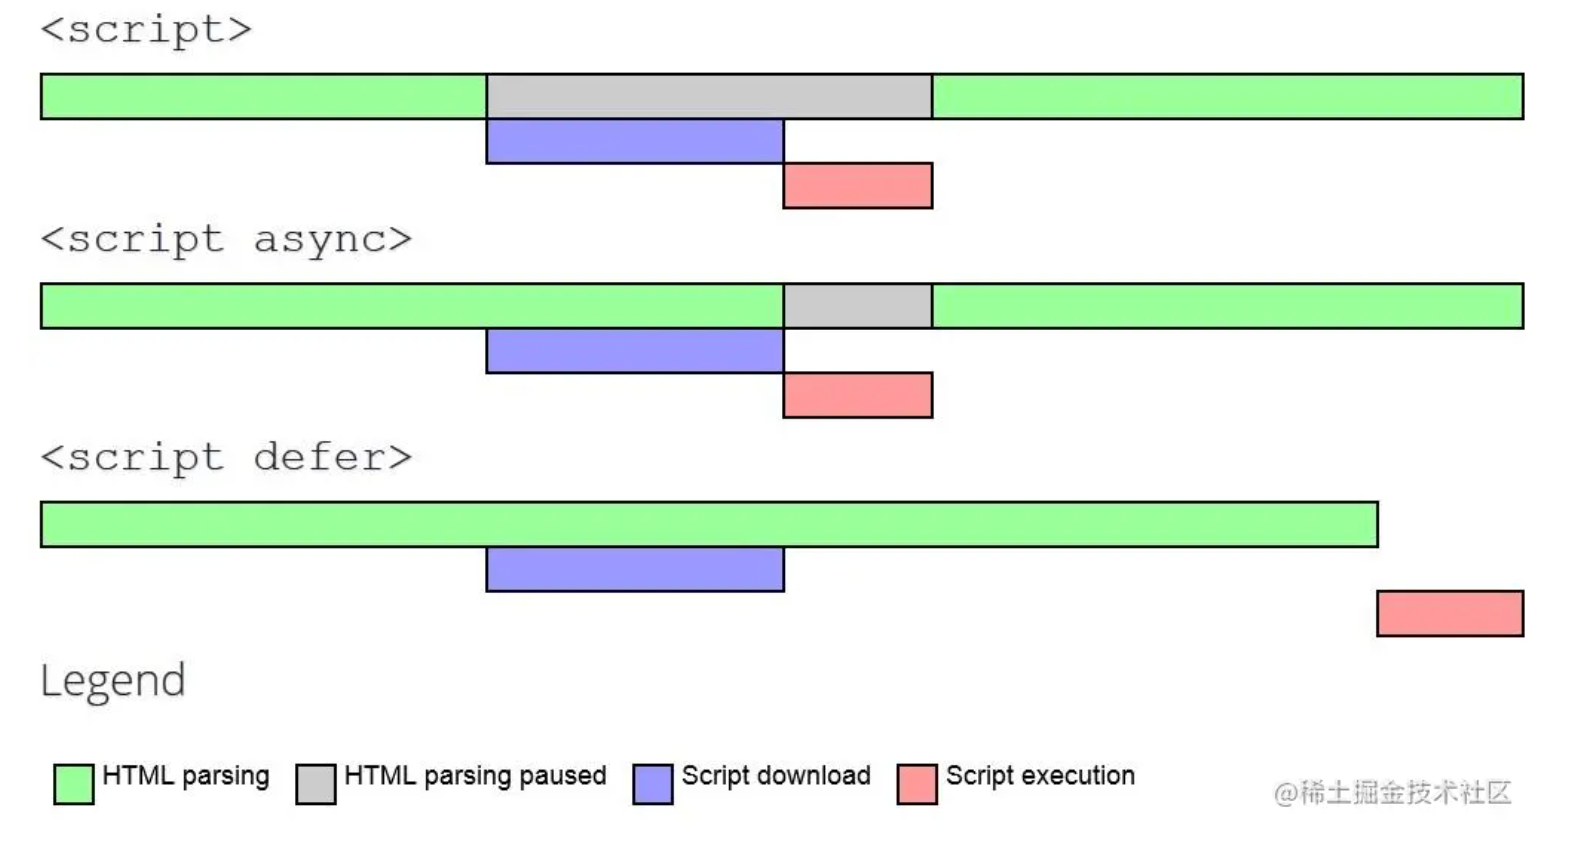 <script>
<script async>
<script defer>
Legend
HTML parsing HTML parsing paused Script download Script execution
@稀土掘金技术社区